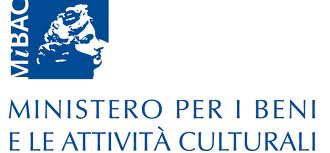 MiBAC
MINISTERO PER I BENI
E LE ATTIVITÀ CULTURALI